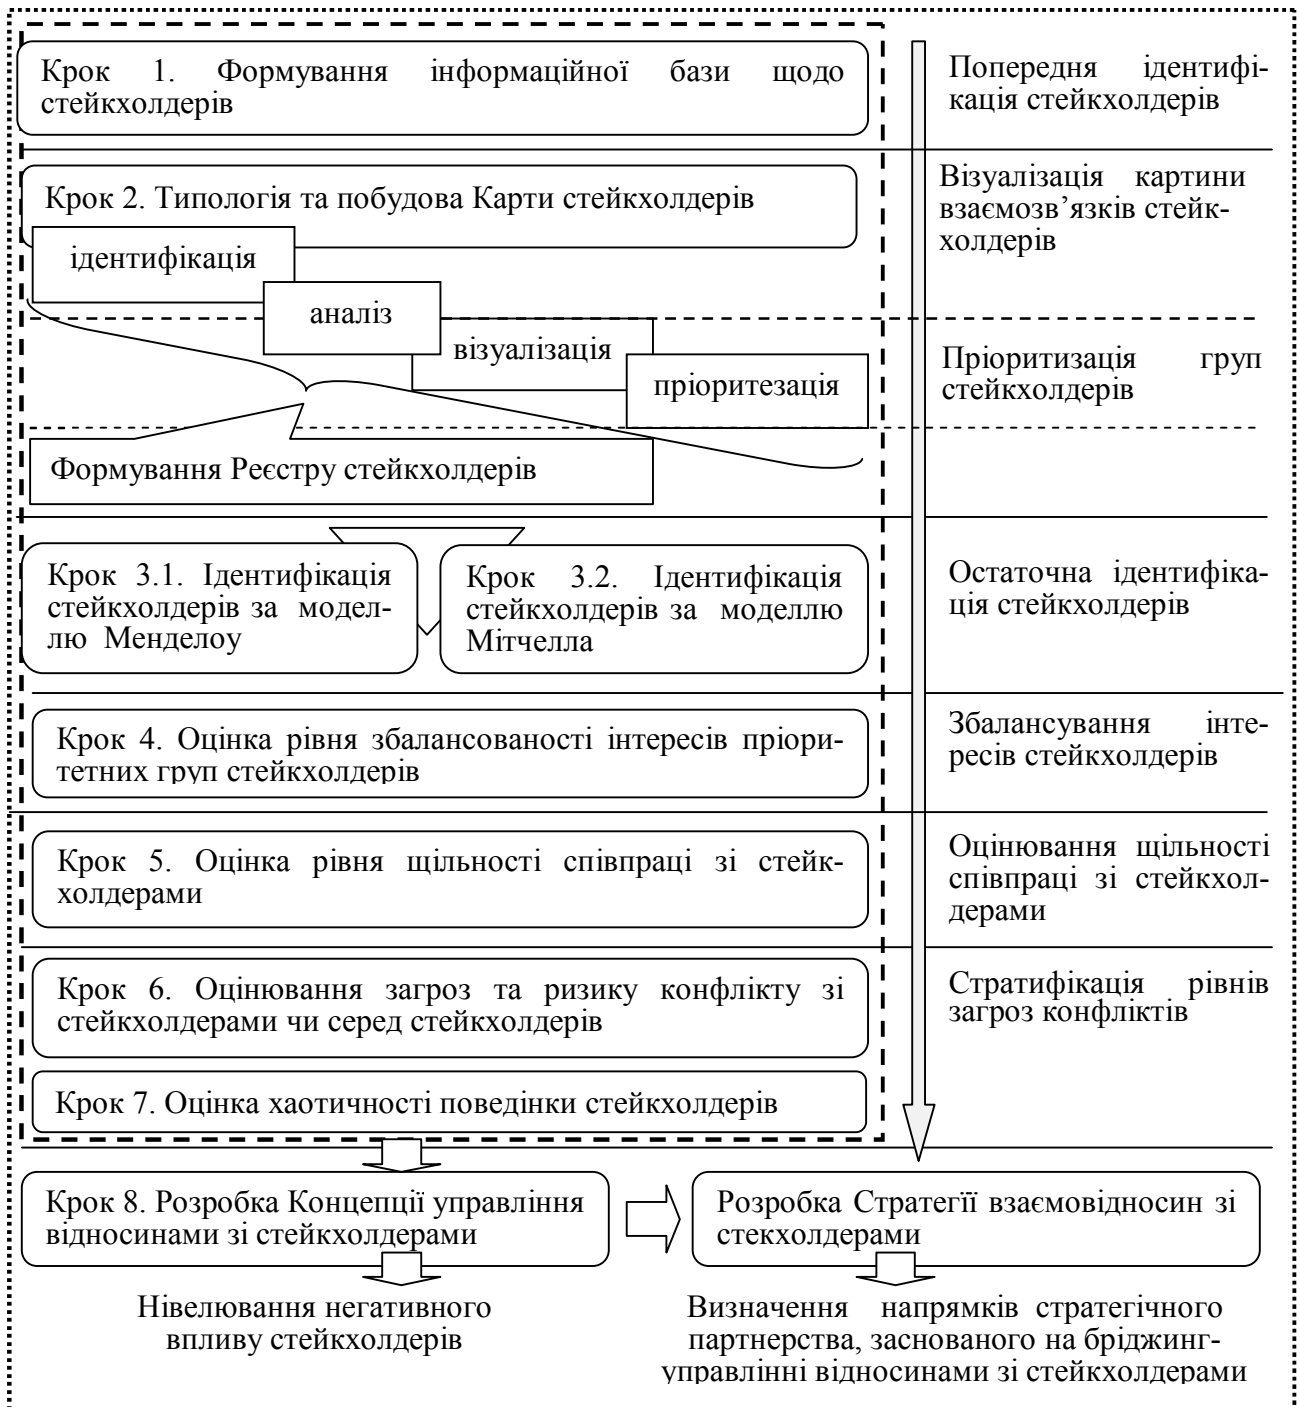 Крок 1. Формування інформаційної бази щодо
стейкхолдерів
Попередня ідентифі-
кація стейкхолдерів
Крок 2. Типологія та побудова Карти стейкхолдерів
Візуалізація картини
взаємозв’язків стейк-
холдерів
ідентифікація
аналіз
візуалізація
пріоритезація
Пріоритизація груп
стейкхолдерів
Формування Реєстру стейкхолдерів
Крок 3.1. Ідентифікація
стейкхолдерів за модел-
лю Менделоу
Крок 3.2. Ідентифікація
стейкхолдерів за моделлю
Мітчелла
Остаточна ідентифіка-
ція стейкхолдерів
Крок 4. Оцінка рівня збалансованості інтересів пріори-
тетних груп стейкхолдерів
Збалансування інте-
ресів стейкхолдерів
Крок 5. Оцінка рівня щільності співпраці зі стейк-
холдерами
Оцінювання щільності
співпраці зі стейкхол-
дерами
Крок 6. Оцінювання загроз та ризику конфлікту зі
стейкхолдерами чи серед стейкхолдерів
Стратифікація рівнів
загроз конфліктів
Крок 7. Оцінка хаотичності поведінки стейкхолдерів
Крок 8. Розробка Концепції управління
відносинами зі стейкхолдерами
Розробка Стратегії взаємовідносин зі
стекхолдерами
Нівелювання негативного
впливу стейкхолдерів
Визначення напрямків стратегічного
партнерства, заснованого на бріджинг-
управлінні відносинами зі стейкхолдерами